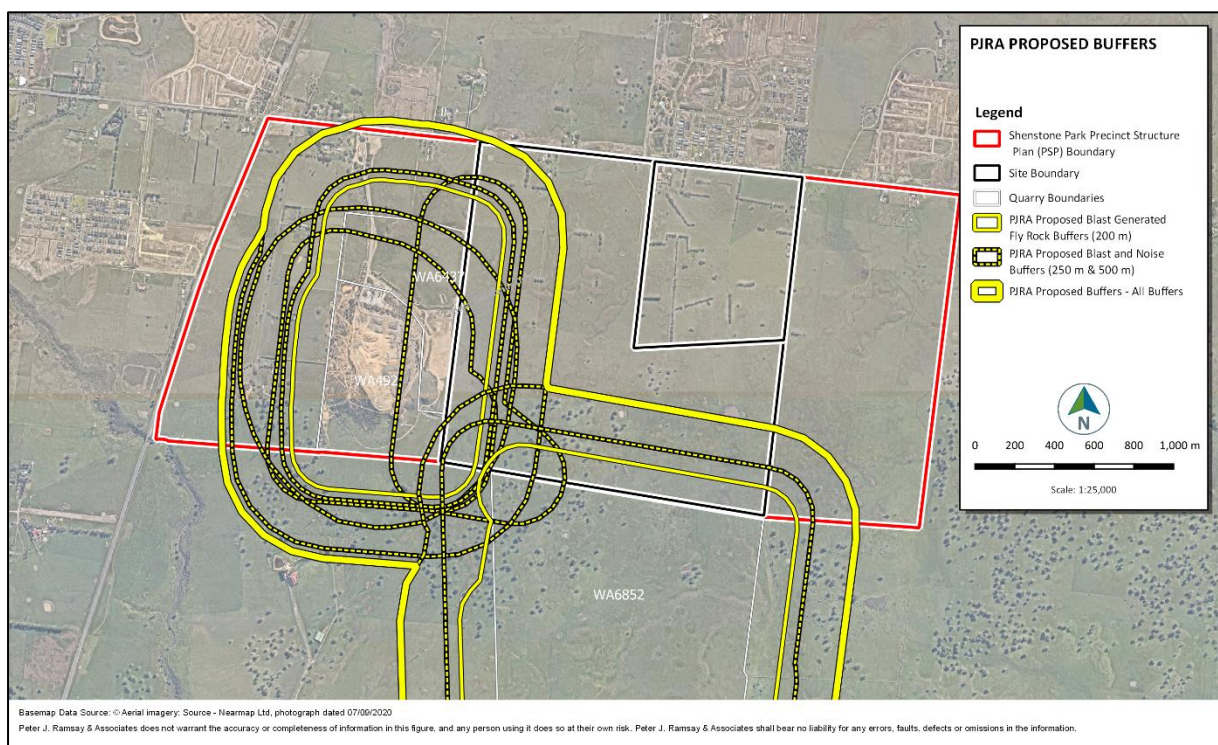 PJRA PROPOSED BUFFERS
Legend
Shenstone Park Precinct Structure
Plan (PSP) Boundary
Site Boundary
Quarry Boundaries
PJRA Proposed Blast Generated
Fly Rock Buffers (200 m)
PJRA Proposed Blast and Noise
Buffers (250 m & 500 m)
PJRA Proposed Buffers - All Buffers
N
0 200 400 600 800 1,000 m
Scale: 1:25,000
WA6437
WA492
WA6852
Basemap Data Source: © Aerial imagery: Source - Nearmap Ltd, photograph dated 07/09/2020
Peter J. Ramsay & Associates does not warrant the accuracy or completeness of information in this figure, and any person using it does so at their own risk. Peter J. Ramsay & Associates shall bear no liability for any errors, faults, defects or omissions in the information.